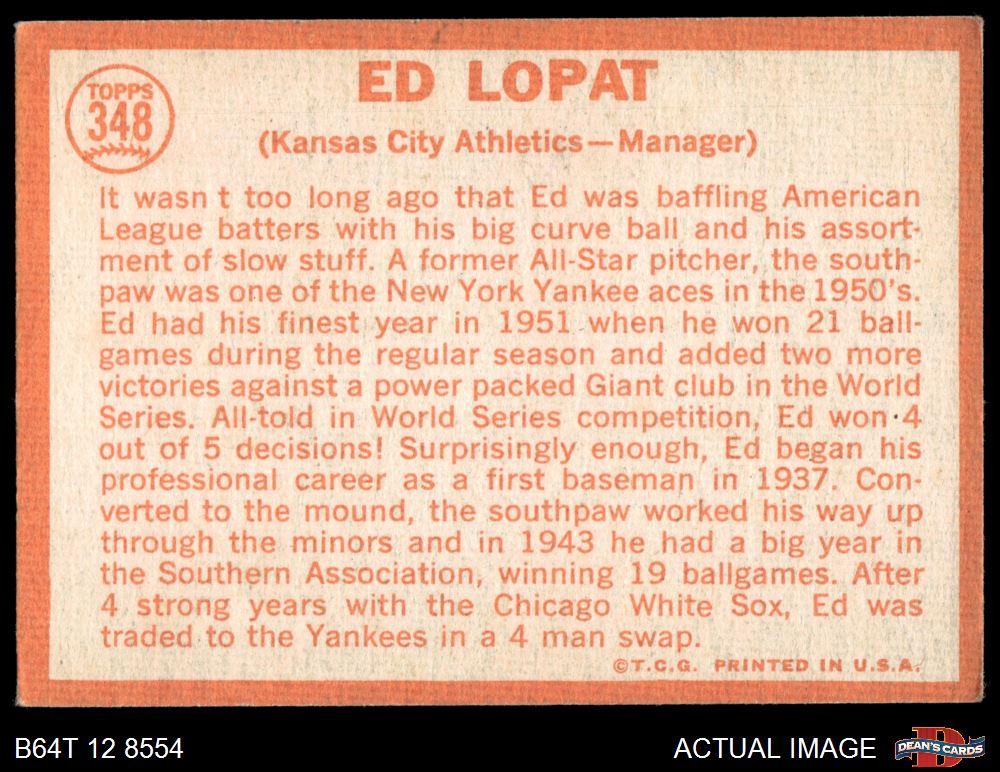 TOPPS
348
ED LOPAT
(Kansas City Athletics—Manager)
It wasn t too long ago that Ed was baffling American
League batters with his big curve ball and his assort-
ment of slow stuff. A former All-Star pitcher, the south-
paw was one of the New York Yankee aces in the 1950's.
Ed had his finest year in 1951 when he won 21 ball-
games during the regular season and added two more
victories against a power packed Giant club in the World
Series. All-told in World Series competition, Ed won 4
out of 5 decisions! Surprisingly enough, Ed began his
professional career as a first baseman in 1937. Con-
verted to the mound, the southpaw worked his way up
through the minors and in 1943 he had a big year in
the Southern Association, winning 19 ballgames. After
4 strong years with the Chicago White Sox, Ed was
traded to the Yankees in a 4 man swap.
©T.C.G. PRINTED IN U.S.A.
B64T 12 8554
ACTUAL IMAGE
D
DEAN'S CARDS